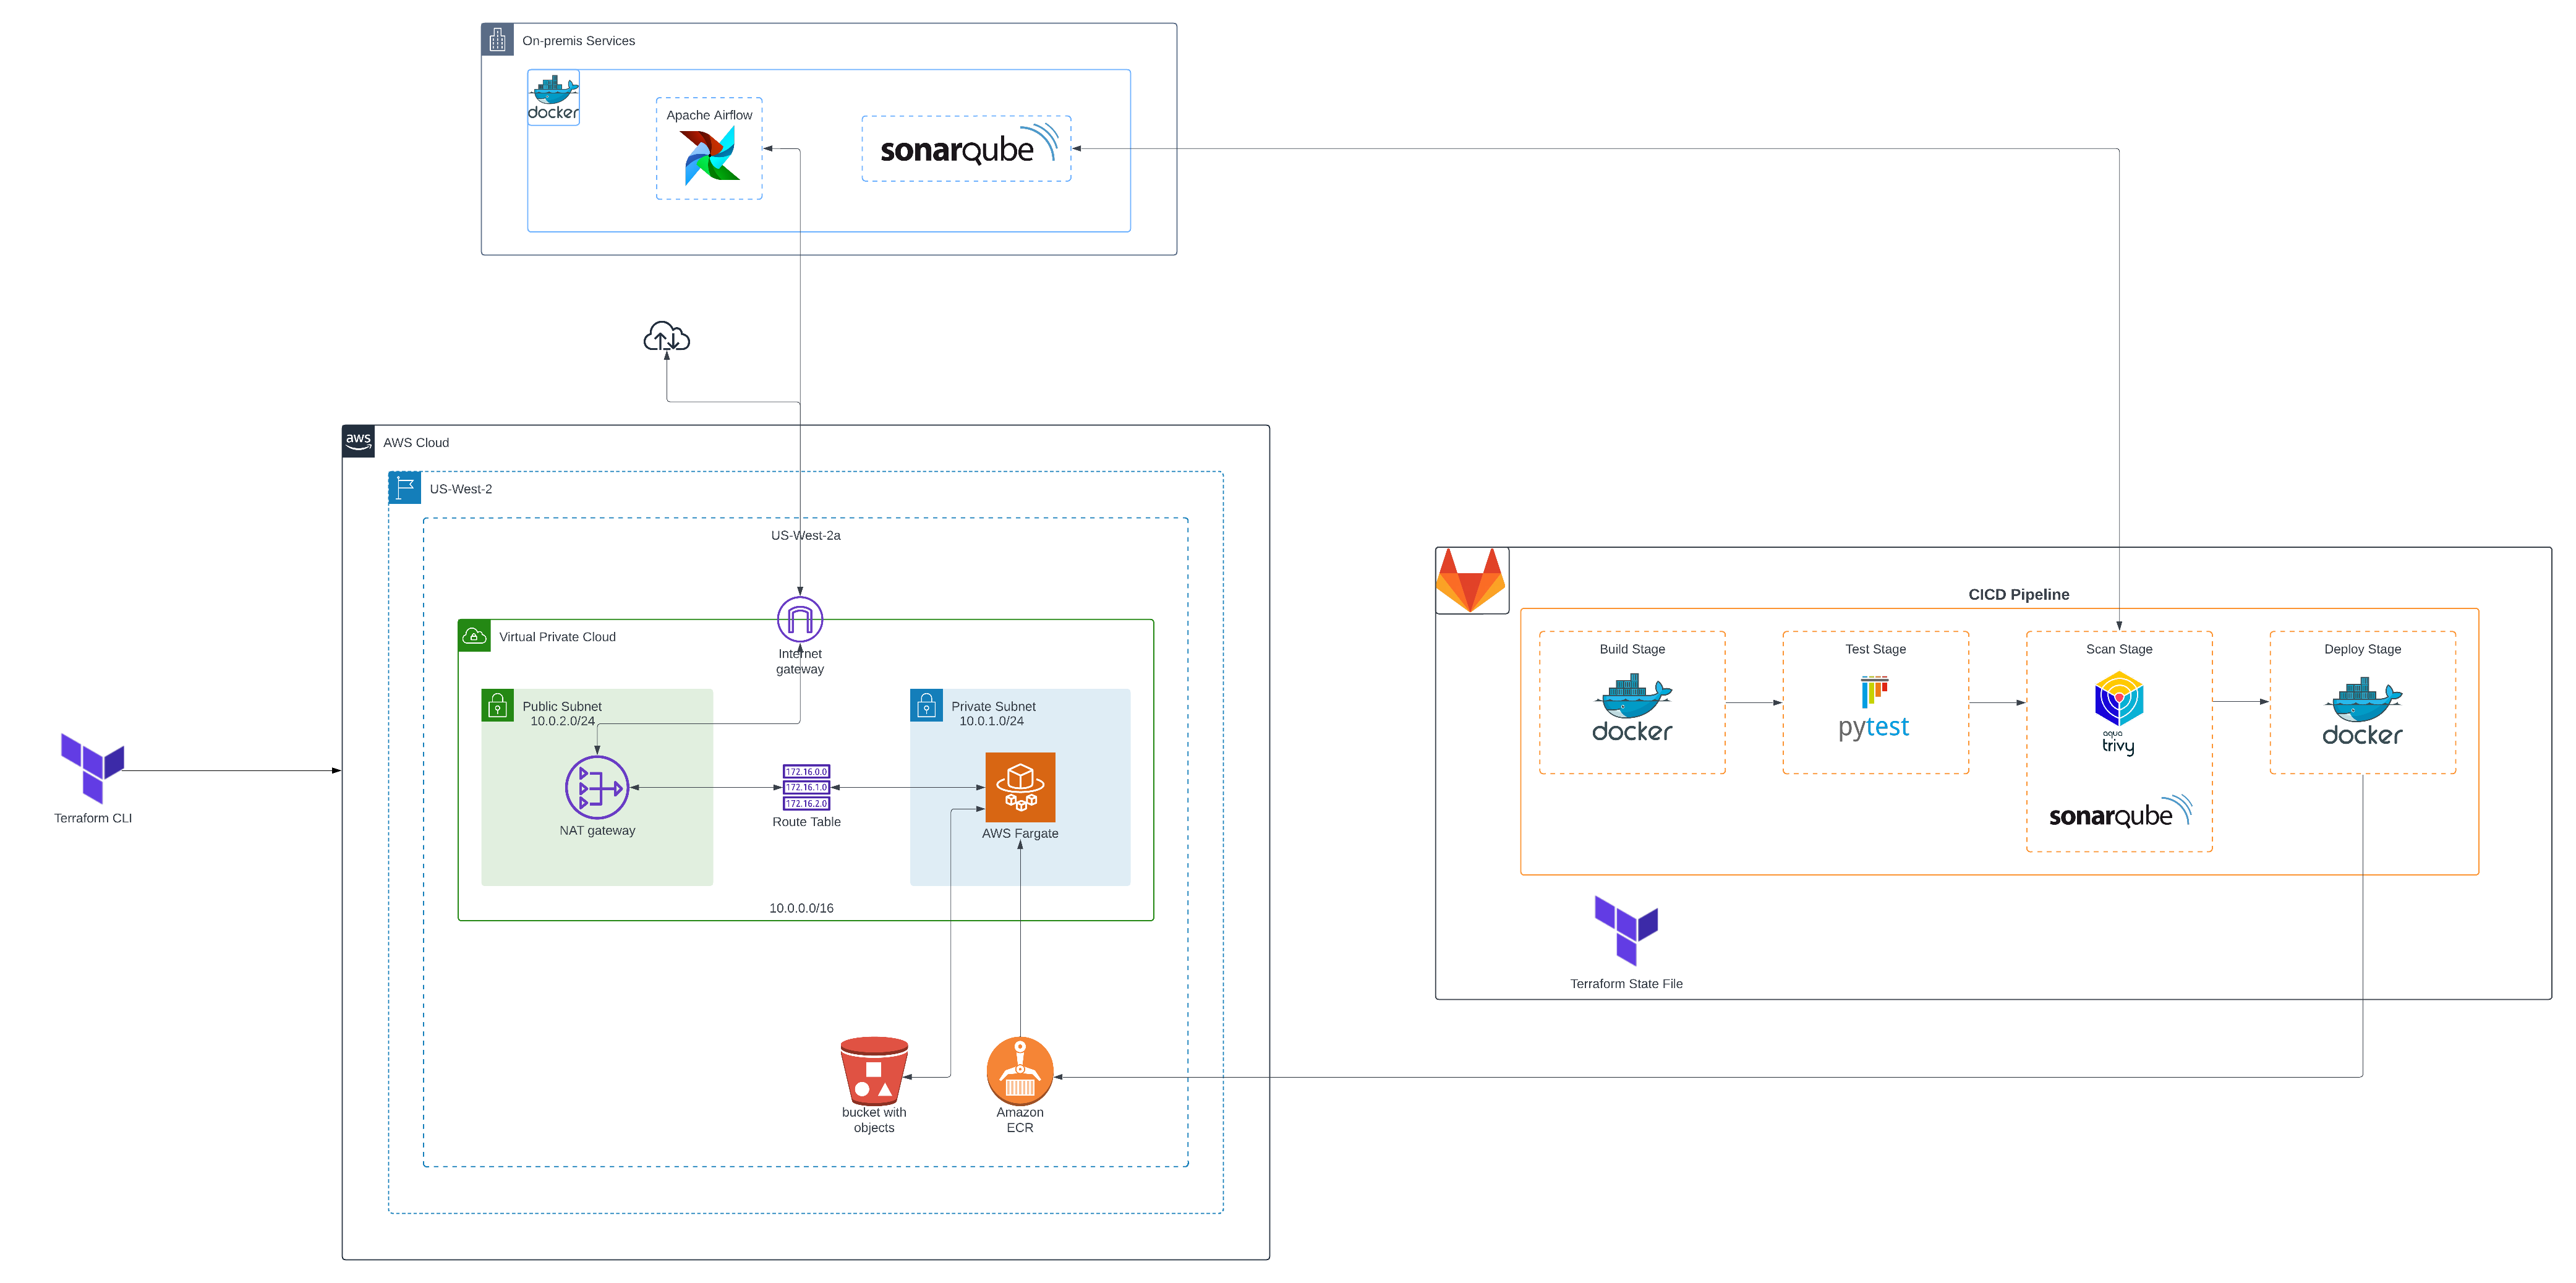 On-premis Services
docker
Apache Airflow
sonarqube
aws
AWS Cloud
US-West-2
US-West-2a
Virtual Private Cloud
Internet
gateway
Public Subnet
10.0.2.0/24
Private Subnet
10.0.1.0/24
NAT gateway
172.16.0.0
172.16.1.0
172.16.2.0
Route Table
AWS Fargate
10.0.0.0/16
bucket with
objects
Amazon
ECR
Terraform CLI
CICD Pipeline
Build Stage
docker
Test Stage
pytest
Scan Stage
aqua
trivy
sonarqube
Deploy Stage
docker
Terraform State File